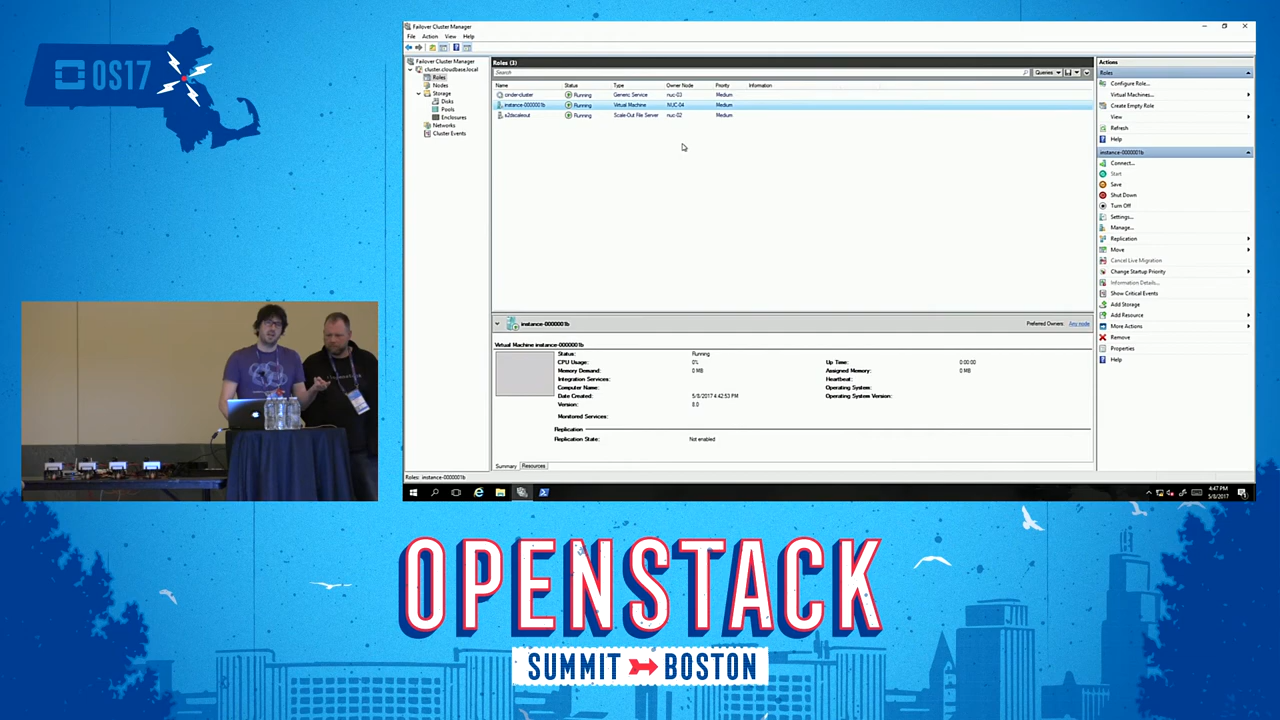 OS17
Failover Cluster Manager
File Action View Help
Failover Cluster Manager
cluster.cloudbase.local
Roles
Nodes
Storage
Disks
Pools
Enclosures
Networks
Cluster Events
Roles (3)
Search
Queries
Name Status Type Owner Node Priority Information
cinder-cluster Running Generic Service nuc-03 Medium
instance-0000001b Running Virtual Machine NUC-04 Medium
s2dscaleout Running Scale-Out File Server nuc-02 Medium
instance-0000001b
Preferred Owners: Any node
Virtual Machine instance-0000001b
Status: Running
CPU Usage: 0%
Memory Demand: 0 MB
Integration Services:
Computer Name:
Date Created: 5/8/2017 4:42:53 PM
Version: 8.0
Monitored Services:
Up Time: 0:00:00
Assigned Memory: 0 MB
Heartbeat:
Operating System:
Operating System Version:
Replication
Replication State: Not enabled
Summary Resources
Roles: instance-0000001b
Actions
Roles
Configure Role...
Virtual Machines...
Create Empty Role
View
Refresh
Help
instance-0000001b
Connect...
Start
Save
Shut Down
Turn Off
Settings...
Manage...
Replication
Move
Cancel Live Migration
Change Startup Priority
Information Details...
Show Critical Events
Add Storage
Add Resource
More Actions
Remove
Properties
Help
4:47 PM
5/8/2017
OPENSTACK
SUMMIT BOSTON